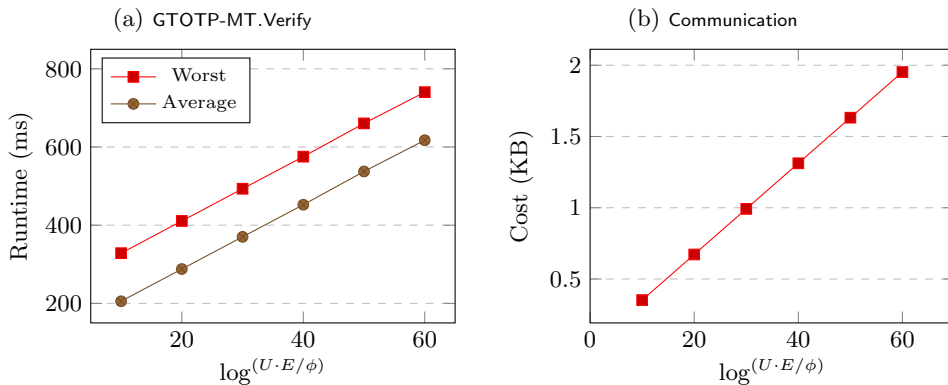 (a) GTOTP-MT.Verify
800
600
400
200
Runtime (ms)
Worst
Average
20
40
60
log^(U·E/ϕ)
(b) Communication
2
1.5
1
0.5
Cost (KB)
0
20
40
60
log^(U·E/ϕ)